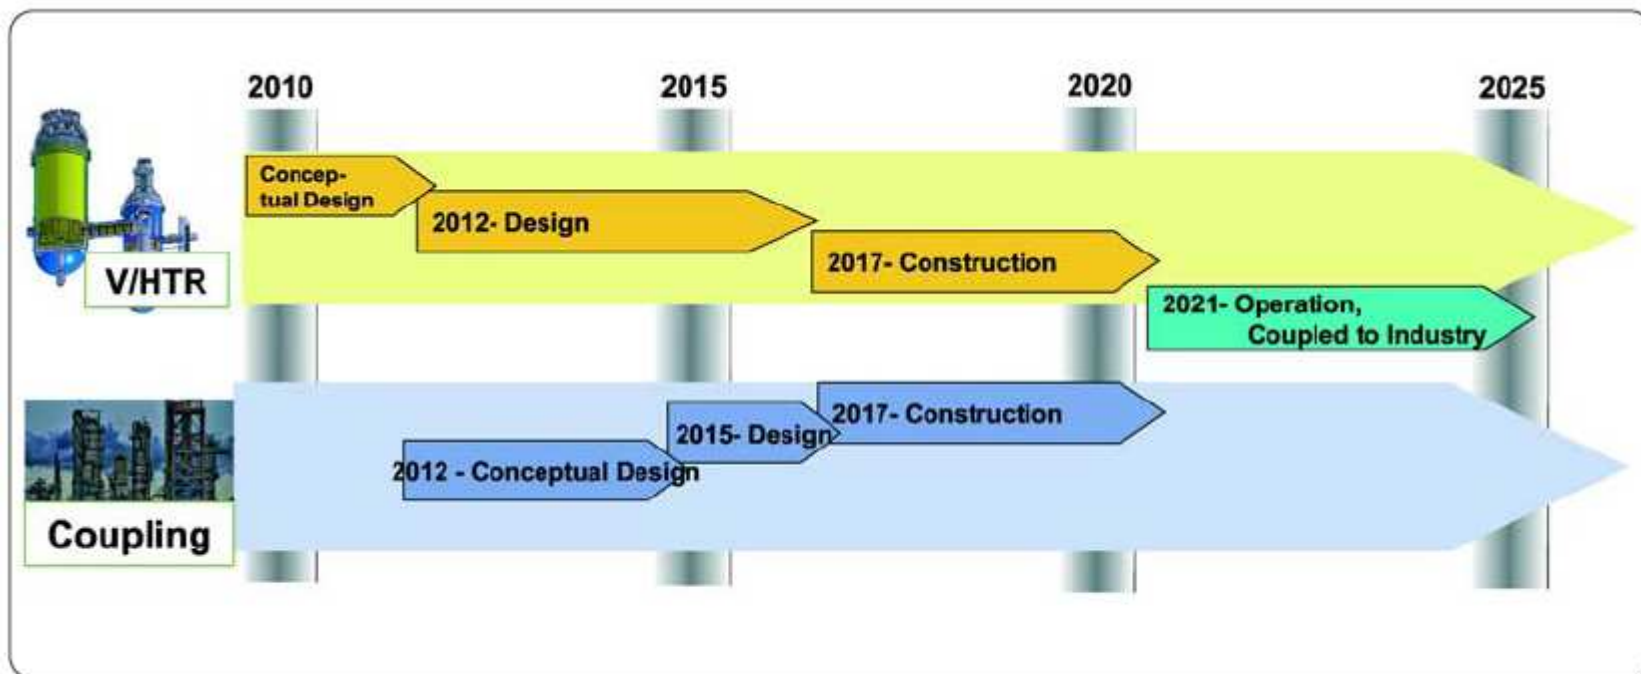 2010
2015
2020
2025
Concep-
tual Design
2012- Design
2017- Construction
V/HTR
2021- Operation,
Coupled to Industry
2017- Construction
2015- Design
2012 - Conceptual Design
Coupling